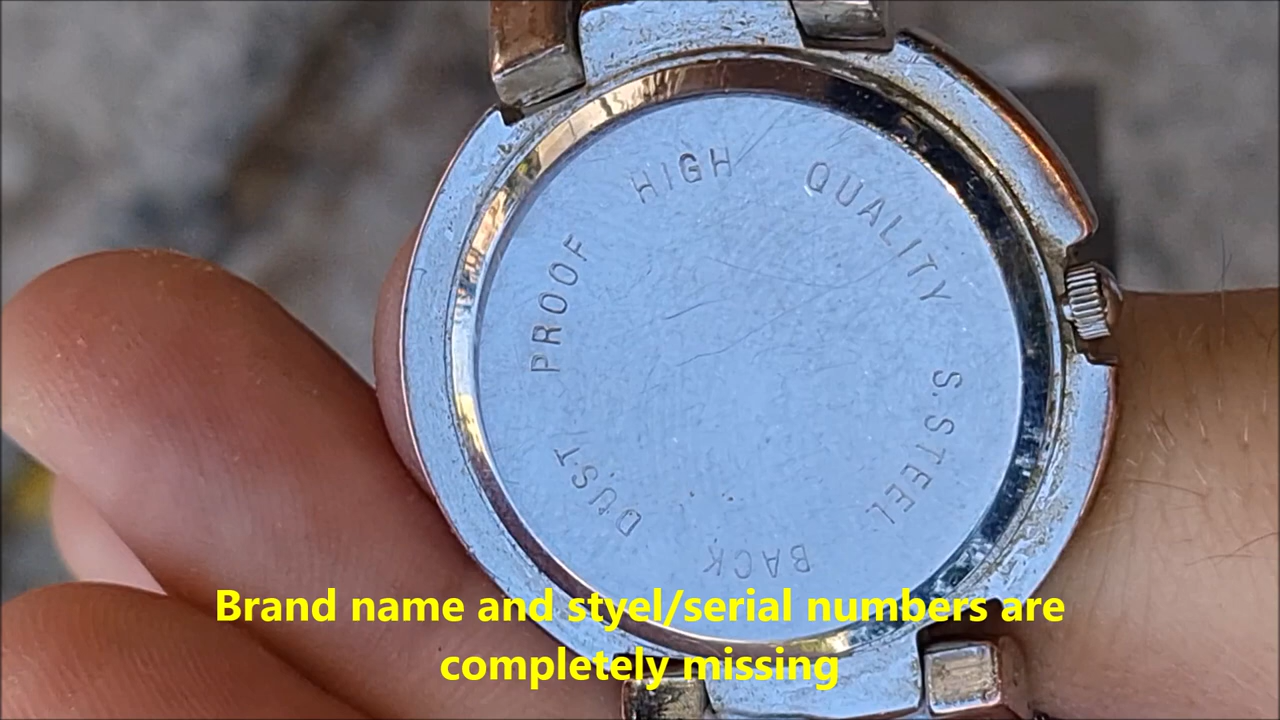 HIGH QUALITY S.STEEL BACK DUST PROOF
Brand name and styel/serial numbers are
completely missing